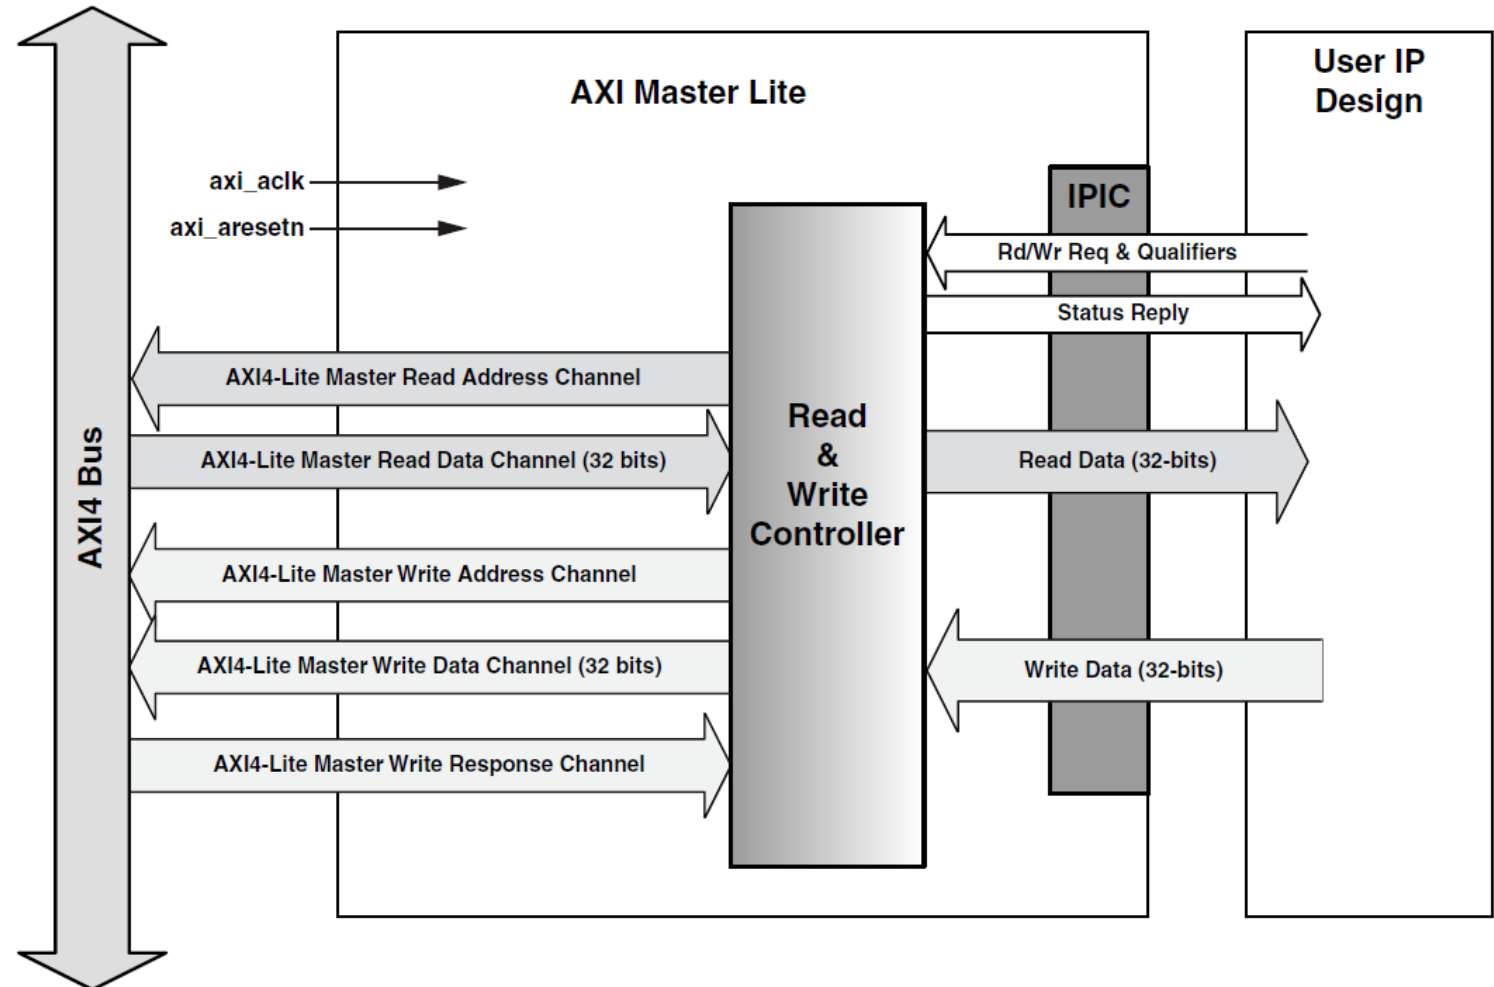 AXI Master Lite
User IP
Design
axi_aclk
axi_aresetn
IPIC
Rd/Wr Req & Qualifiers
Status Reply
AXI4-Lite Master Read Address Channel
AXI4-Lite Master Read Data Channel (32 bits)
AXI4-Lite Master Write Address Channel
AXI4-Lite Master Write Data Channel (32 bits)
AXI4-Lite Master Write Response Channel
AXI4 Bus
Read
&
Write
Controller
Read Data (32-bits)
Write Data (32-bits)